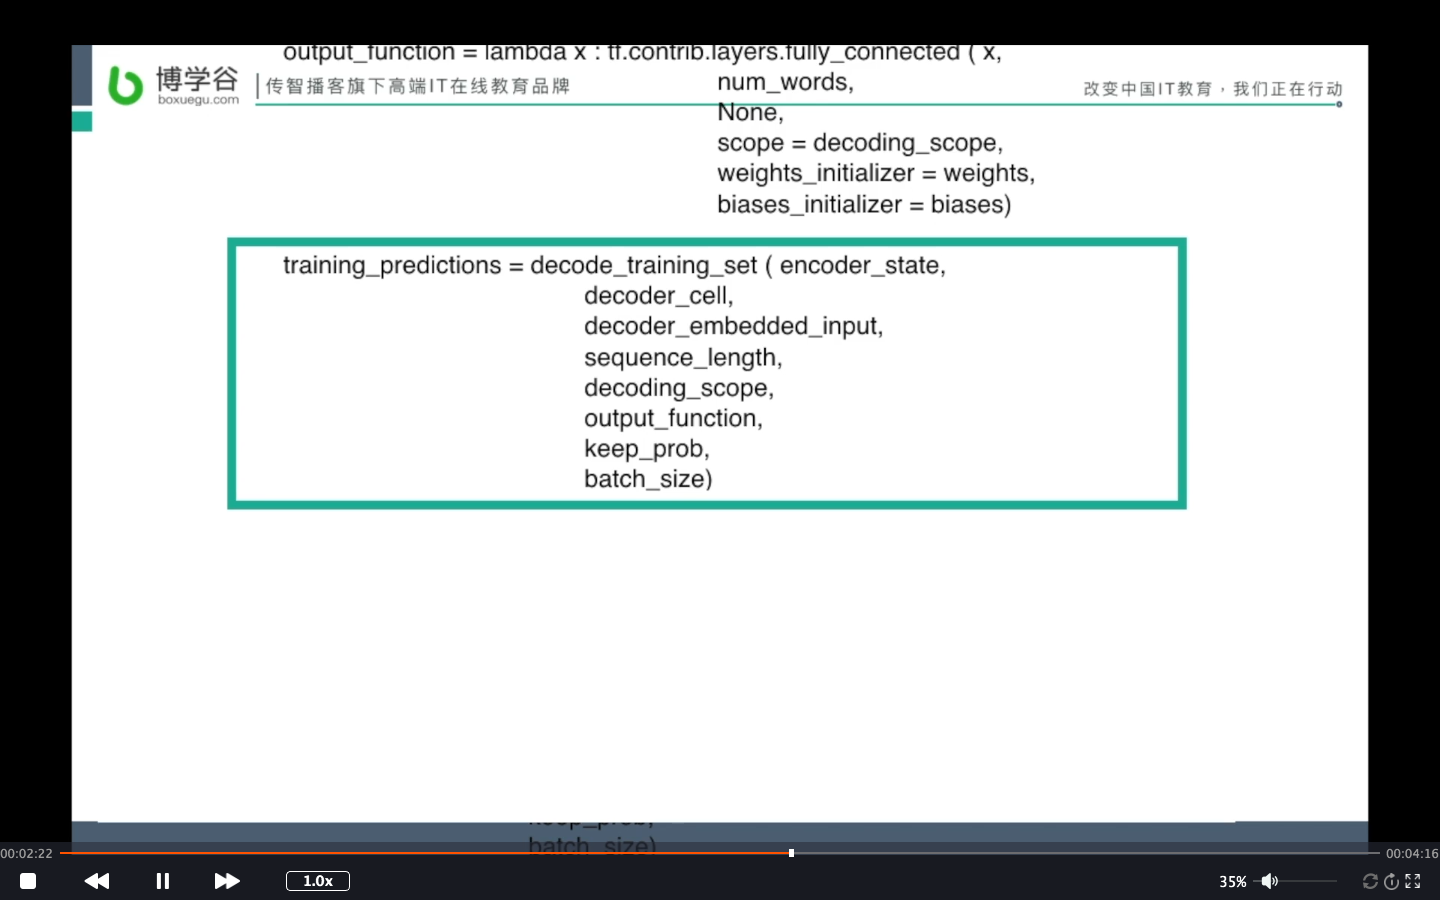 output_function = lambda x : tf.contrib.layers.fully_connected ( x,
博学谷
boxuegu.com
传智播客旗下高端IT在线教育品牌
num_words,
改变中国IT教育，我们正在行动
None,
scope = decoding_scope,
weights_initializer = weights,
biases_initializer = biases)
training_predictions = decode_training_set ( encoder_state,
decoder_cell,
decoder_embedded_input,
sequence_length,
decoding_scope,
output_function,
keep_prob,
batch_size)
keep_prob,
batch_size)
00:02:22
00:04:16
1.0x
35%